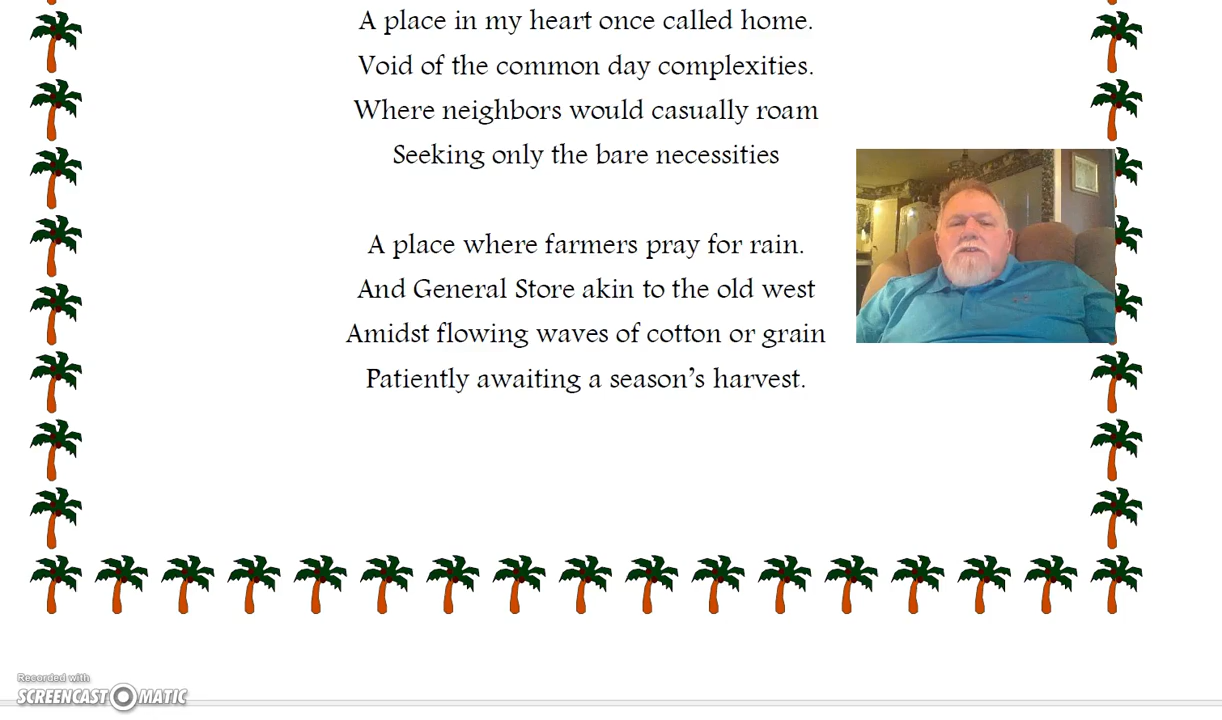 A place in my heart once called home.
Void of the common day complexities.
Where neighbors would casually roam
Seeking only the bare necessities
A place where farmers pray for rain.
And General Store akin to the old west
Amidst flowing waves of cotton or grain
Patiently awaiting a season’s harvest.
Recorded with
SCREENCAST-O-MATIC